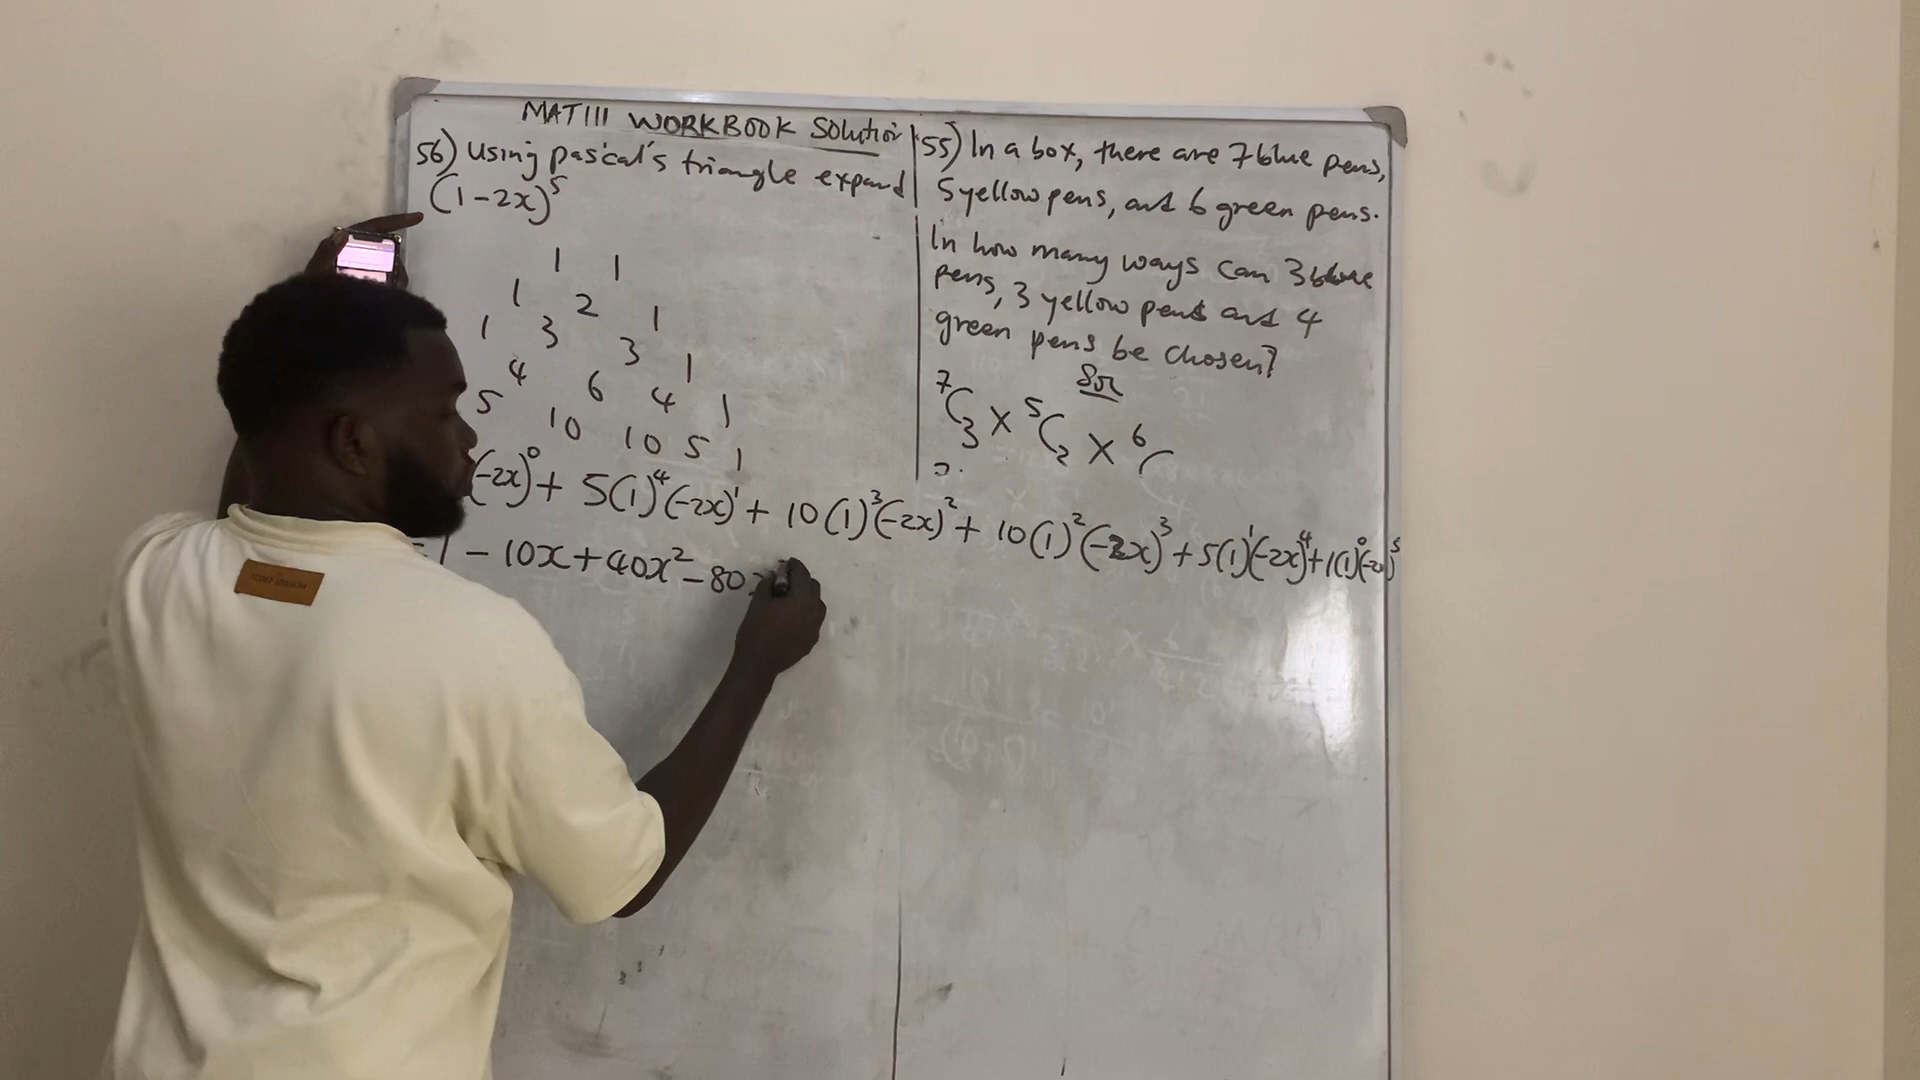 MAT111 WORKBOOK Solution
56) Using pascal's triangle expand
(1-2x)⁵
1 1
1 2 1
1 3 3 1
4 6 4 1
5 10 10 5 1
(-2x)⁰ + 5(1)⁴(-2x)¹ + 10(1)³(-2x)² + 10(1)²(-2x)³ + 5(1)¹(-2x)⁴ + 1(1)⁰(-2x)⁵
= 1 - 10x + 40x² - 80x
55) In a box, there are 7 blue pens,
5 yellow pens, and 6 green pens.
In how many ways can 3 blue
pens, 3 yellow pens and 4
green pens be chosen?
Sol
⁷C₃ X ⁵C₂ X ⁶C